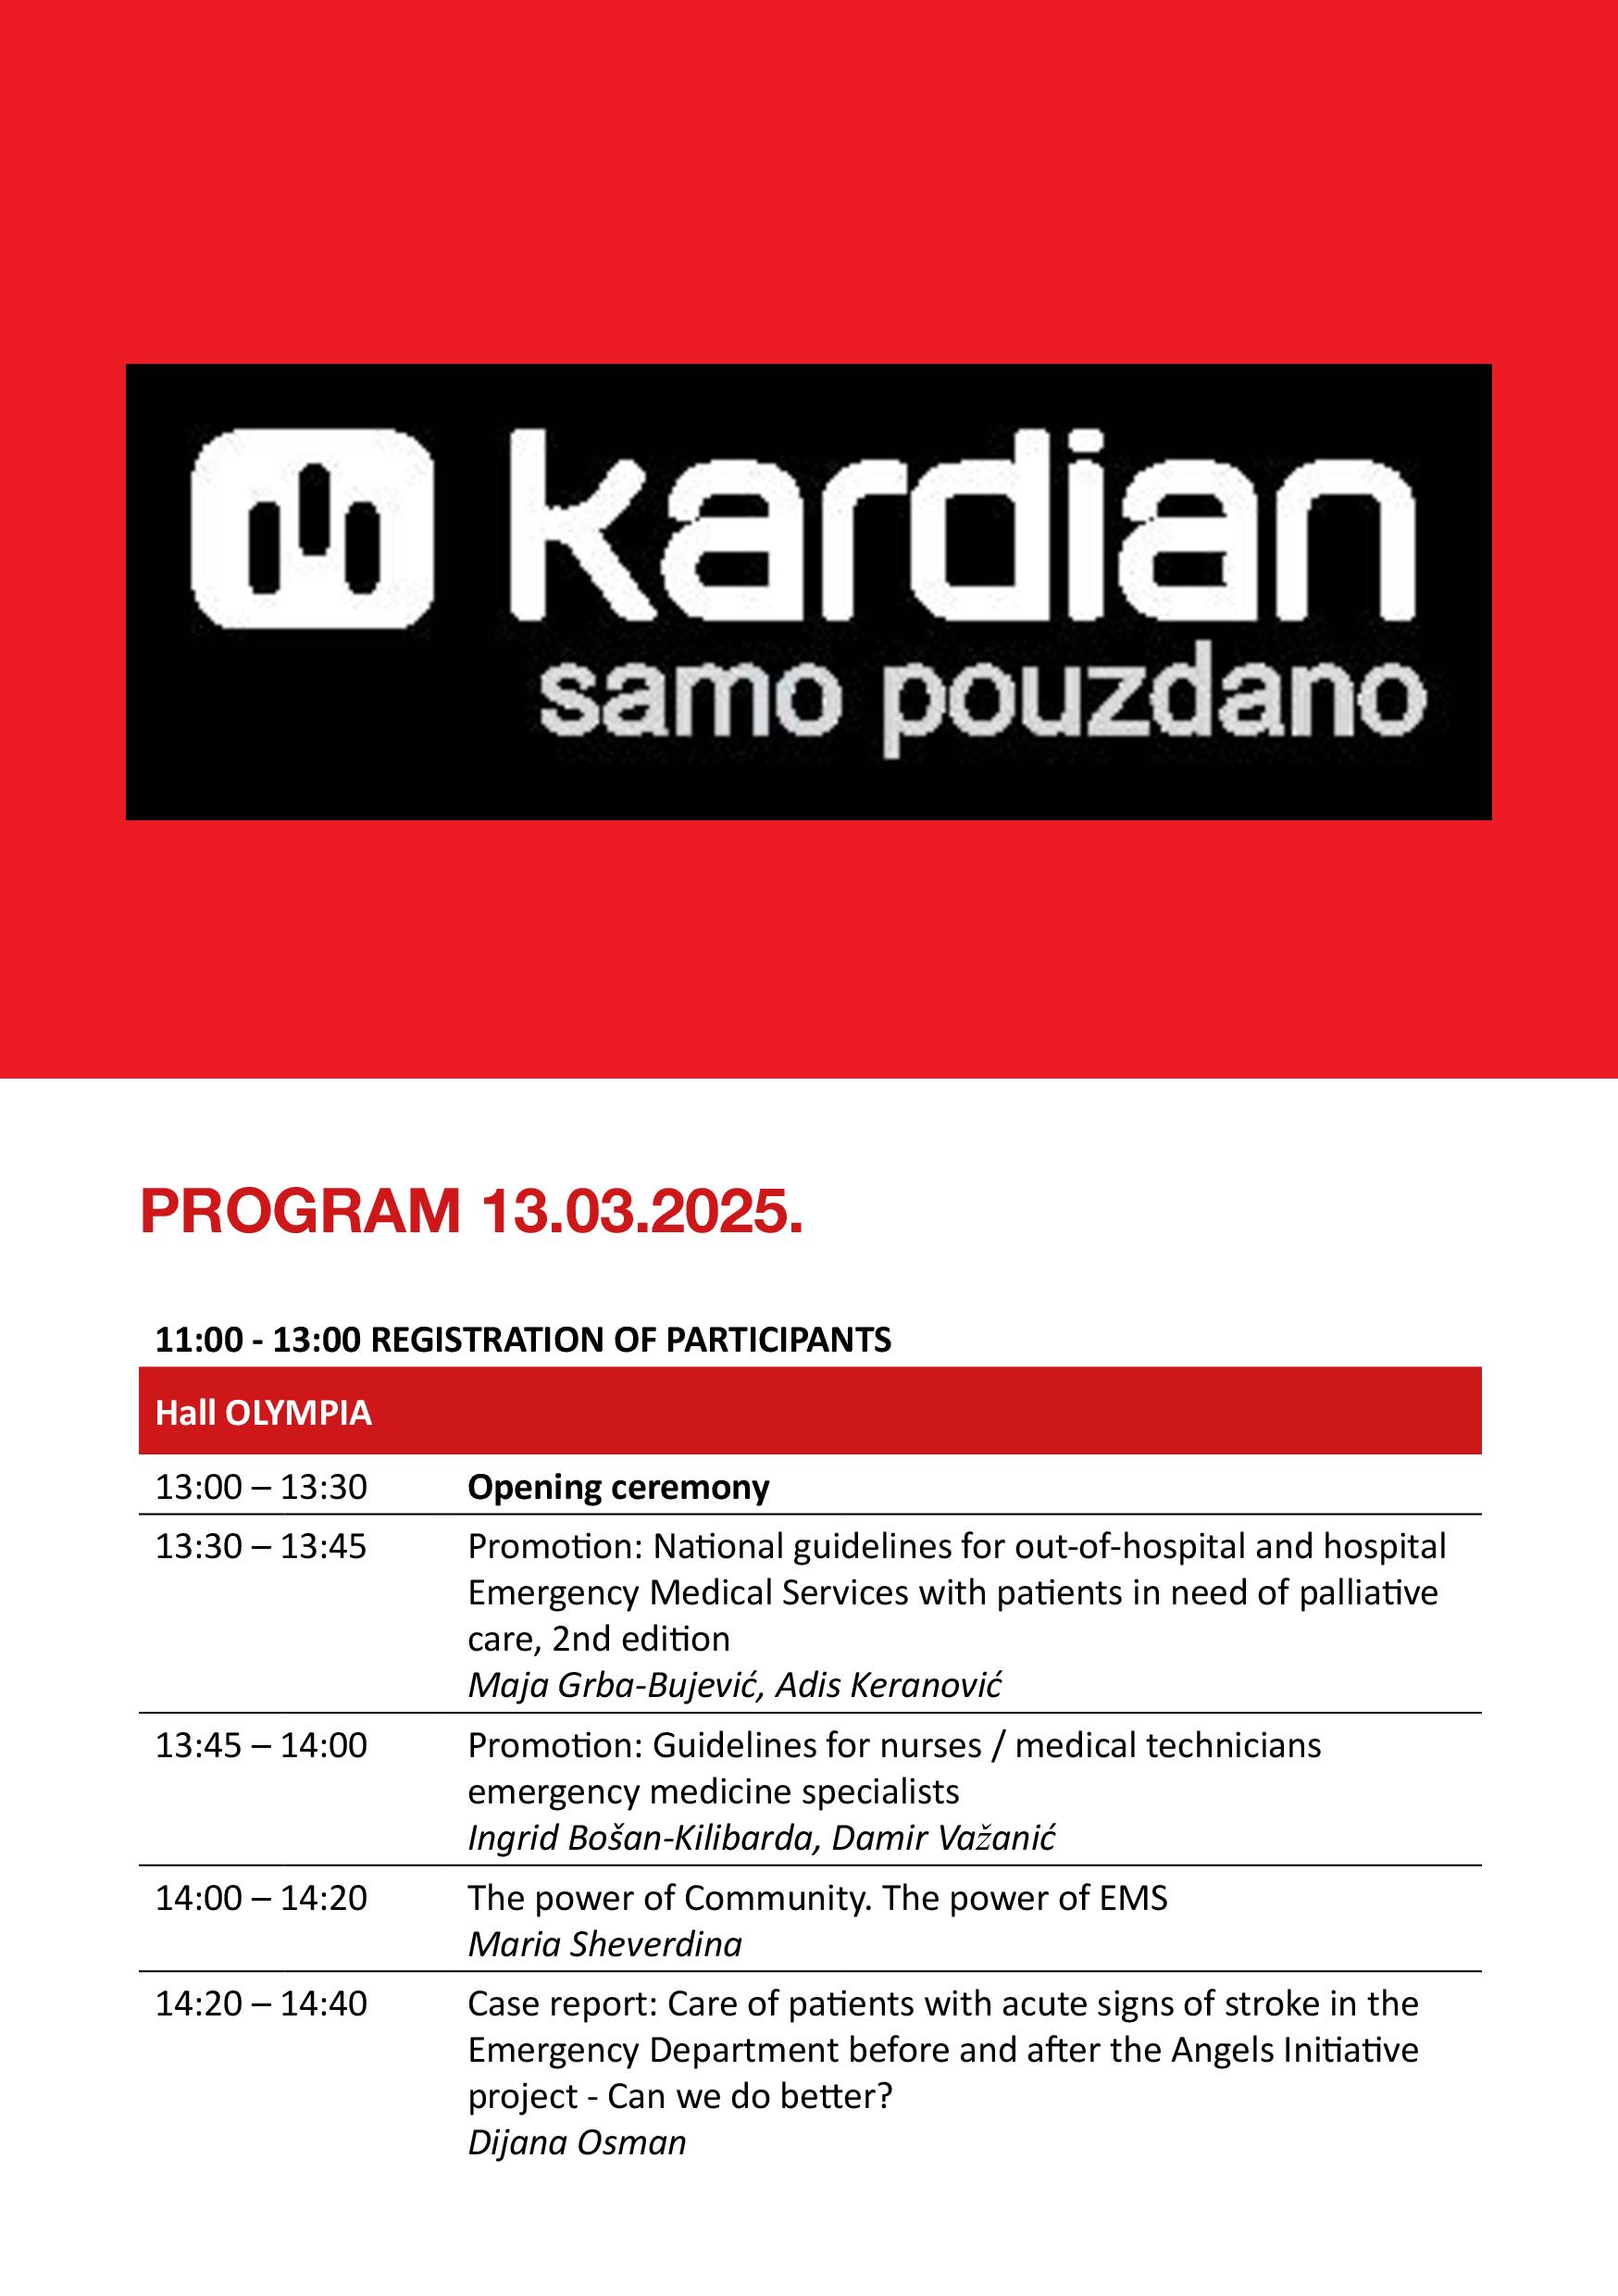 kardian
samo pouzdano
PROGRAM 13.03.2025.
11:00 - 13:00 REGISTRATION OF PARTICIPANTS
Hall OLYMPIA
13:00 – 13:30 Opening ceremony
13:30 – 13:45 Promotion: National guidelines for out-of-hospital and hospital
Emergency Medical Services with patients in need of palliative
care, 2nd edition
Maja Grba-Bujević, Adis Keranović
13:45 – 14:00 Promotion: Guidelines for nurses / medical technicians
emergency medicine specialists
Ingrid Bošan-Kilibarda, Damir Važanić
14:00 – 14:20 The power of Community. The power of EMS
Maria Sheverdina
14:20 – 14:40 Case report: Care of patients with acute signs of stroke in the
Emergency Department before and after the Angels Initiative
project - Can we do better?
Dijana Osman